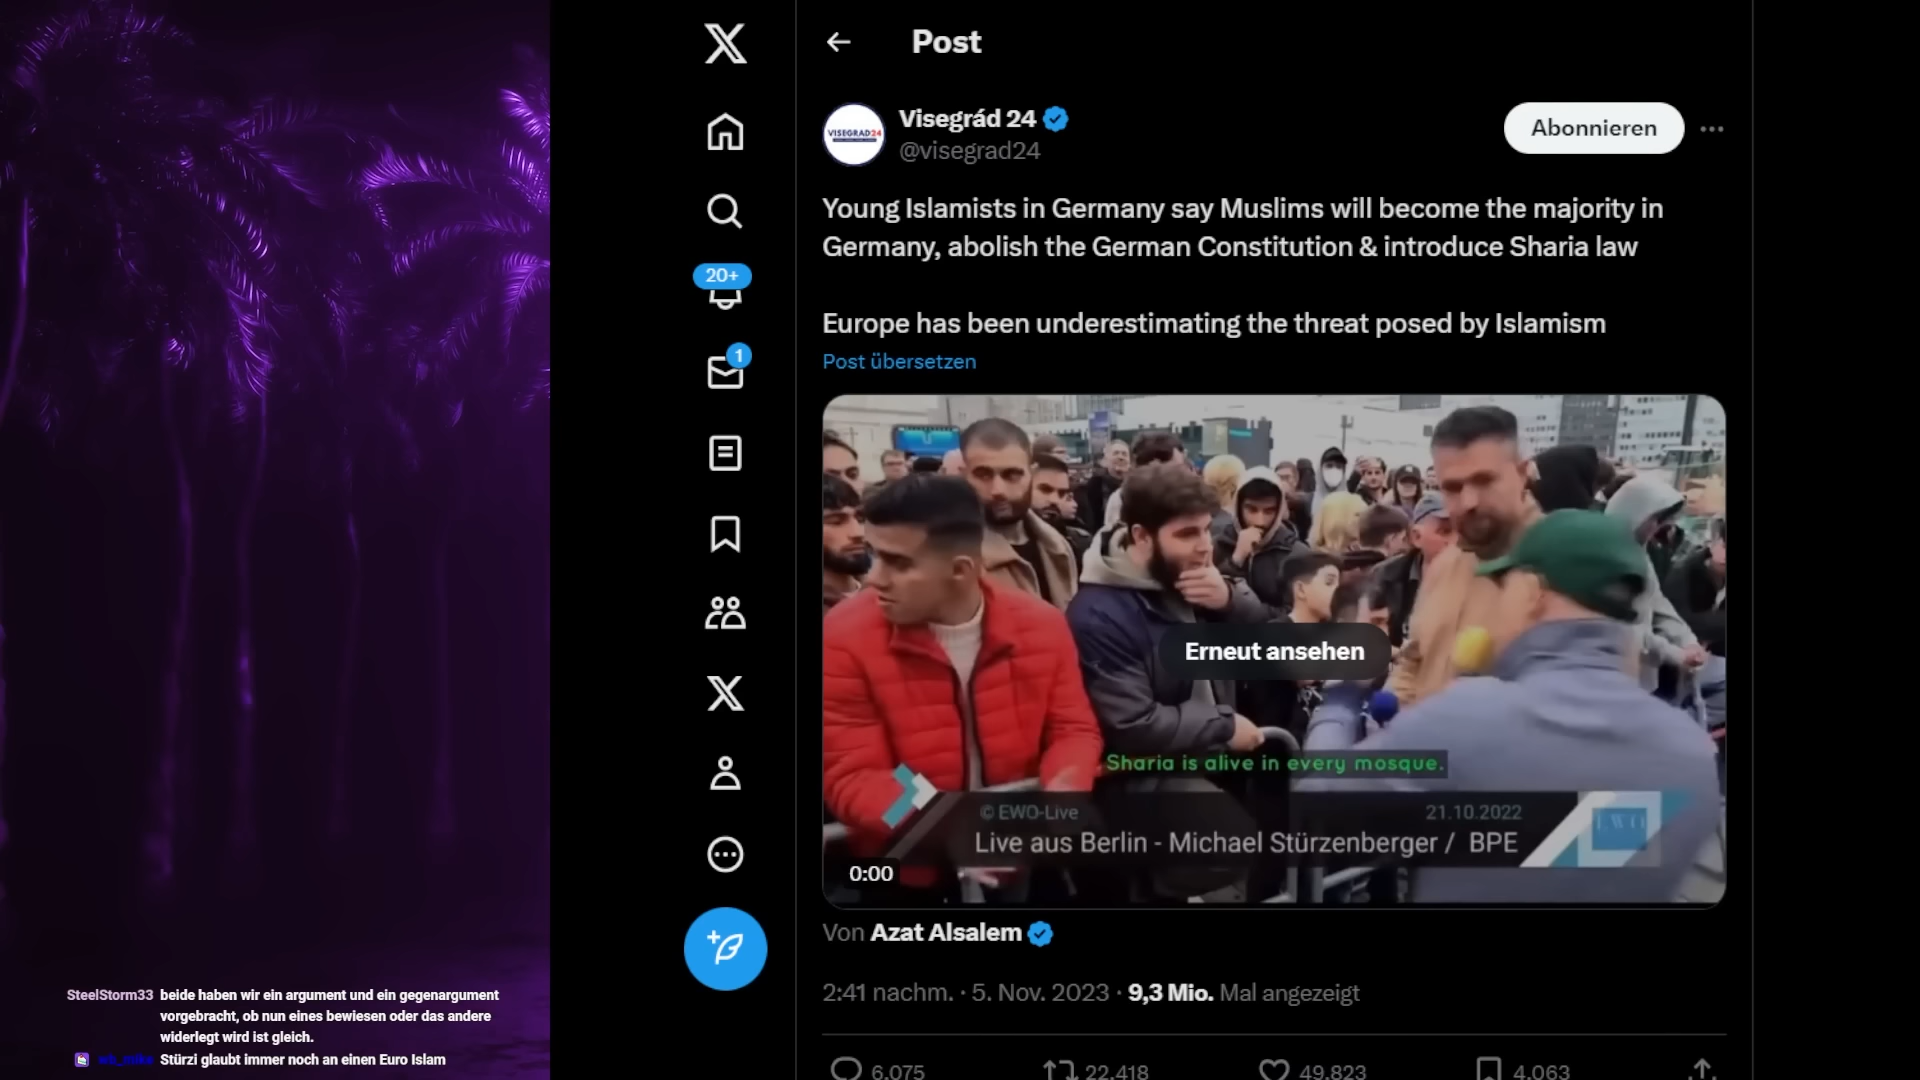 Post
VISEGRAD24
Visegrád 24
@visegrad24
Abonnieren
Young Islamists in Germany say Muslims will become the majority in
Germany, abolish the German Constitution & introduce Sharia law
Europe has been underestimating the threat posed by Islamism
Post übersetzen
20+
1
Erneut ansehen
Sharia is alive in every mosque.
© EWO-Live
21.10.2022
Live aus Berlin - Michael Stürzenberger / BPE
EWO
0:00
Von Azat Alsalem
2:41 nachm. · 5. Nov. 2023 · 9,3 Mio. Mal angezeigt
6.075
22.418
49.823
4.063
SteelStorm33 beide haben wir ein argument und ein gegenargument
vorgebracht, ob nun eines bewiesen oder das andere
widerlegt wird ist gleich.
Stürzi glaubt immer noch an einen Euro Islam